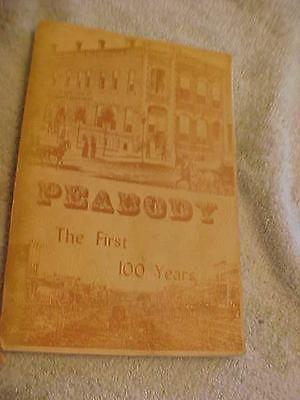 PEABODY
The First
100 Years